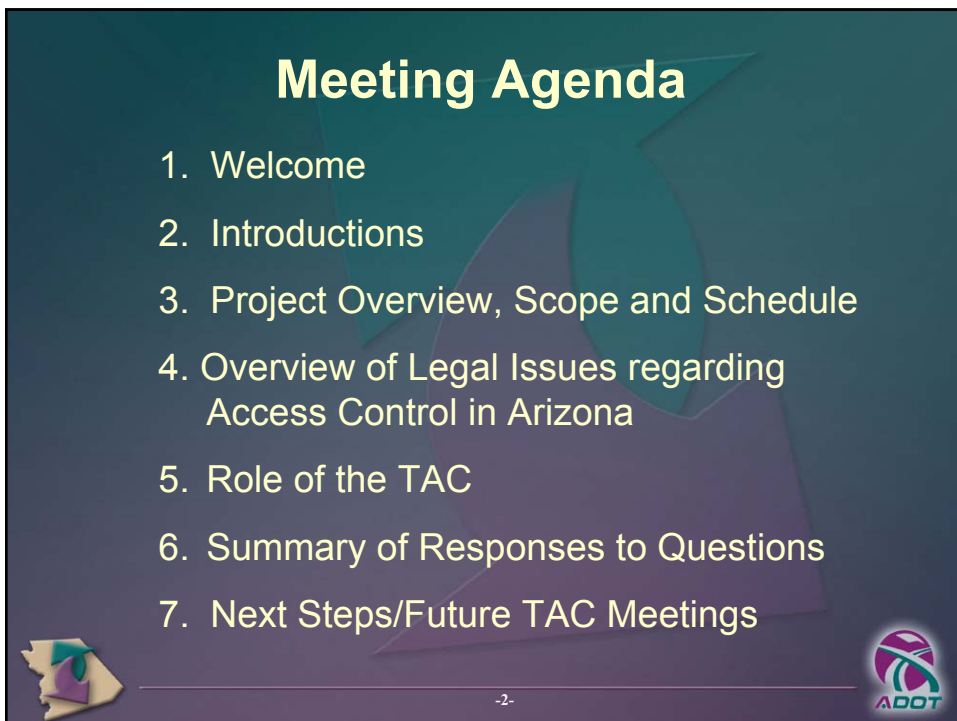 Meeting Agenda
1. Welcome
2. Introductions
3. Project Overview, Scope and Schedule
4. Overview of Legal Issues regarding
Access Control in Arizona
5. Role of the TAC
6. Summary of Responses to Questions
7. Next Steps/Future TAC Meetings
-2-
ADOT